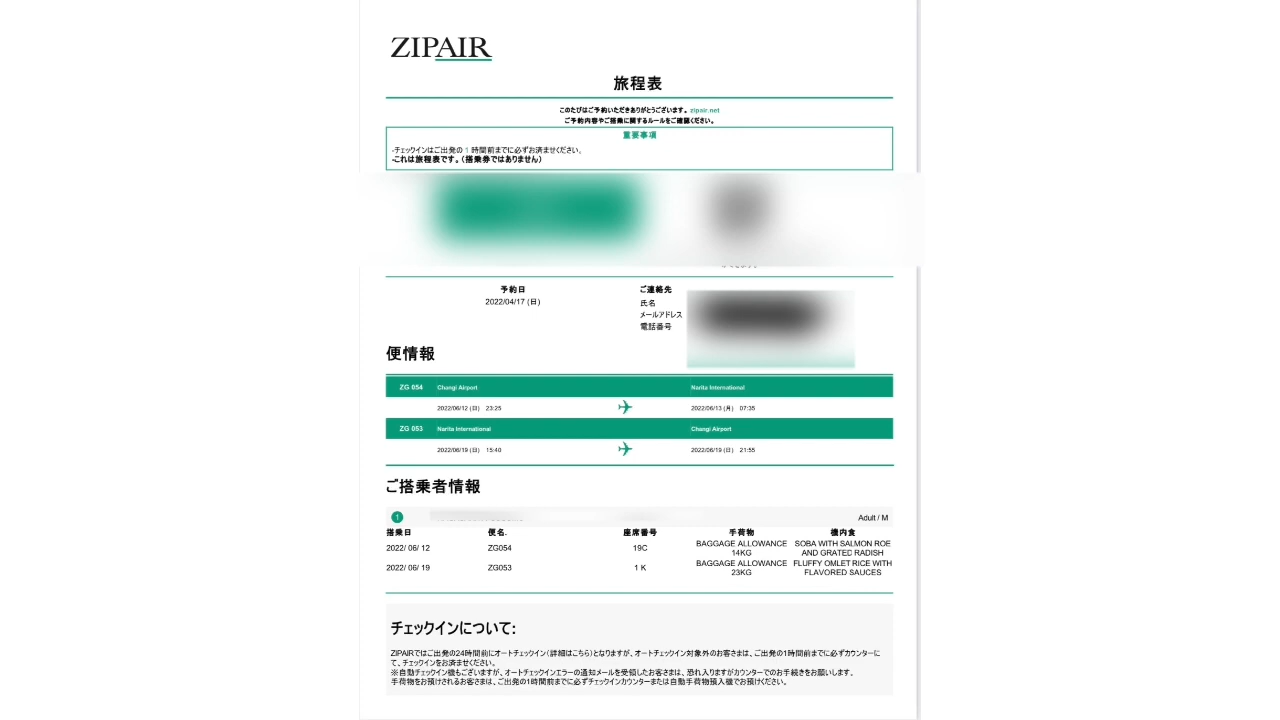 ZIPAIR
旅程表
このたびはご予約いただきありがとうございます。zipair.net
ご予約内容やご搭乗に関するルールをご確認ください。
重要事項
-チェックインはご出発の 1 時間前までに必ずお済ませください。
-これは旅程表です。（搭乗券ではありません）
予約日
2022/04/17 (日)
ご連絡先
氏名
メールアドレス
電話番号
便情報
ZG 054 Changi Airport Narita International
2022/06/12 (日) 23:25 2022/06/13 (月) 07:35
ZG 053 Narita International Changi Airport
2022/06/19 (日) 15:40 2022/06/19 (日) 21:55
ご搭乗者情報
1 Adult / M
搭乗日 便名. 座席番号 手荷物 機内食
2022/ 06/ 12 ZG054 19C BAGGAGE ALLOWANCE 14KG SOBA WITH SALMON ROE AND GRATED RADISH
2022/ 06/ 19 ZG053 1 K BAGGAGE ALLOWANCE 23KG FLUFFY OMLET RICE WITH FLAVORED SAUCES
チェックインについて:
ZIPAIRではご出発の24時間前にオートチェックイン（詳細はこちら）となりますが、オートチェックイン対象外のお客さまは、ご出発の1時間前までに必ずカウンターに
て、チェックインをお済ませください。
※自動チェックイン機もございますが、オートチェックインエラーの通知メールを受領したお客さまは、恐れ入りますがカウンターでのお手続きをお願いします。
手荷物をお預けされるお客さまは、ご出発の1時間前までに必ずチェックインカウンターまたは自動手荷物預入機でお預けください。